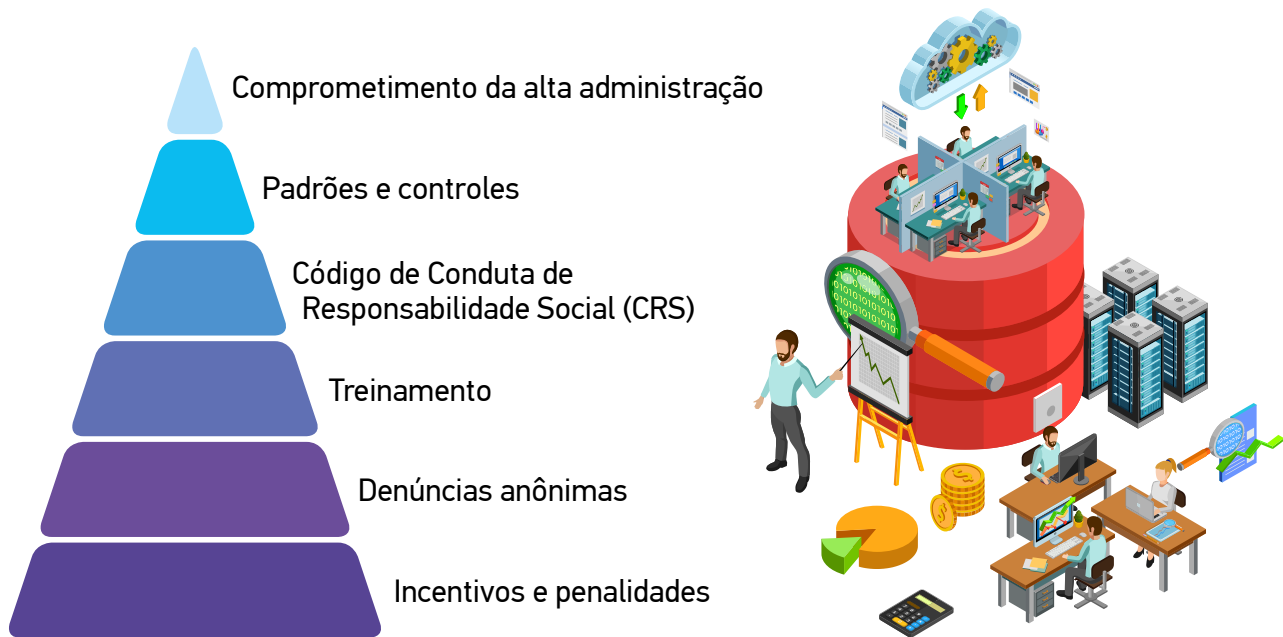 Comprometimento da alta administração
Padrões e controles
Código de Conduta de
Responsabilidade Social (CRS)
Treinamento
Denúncias anônimas
Incentivos e penalidades